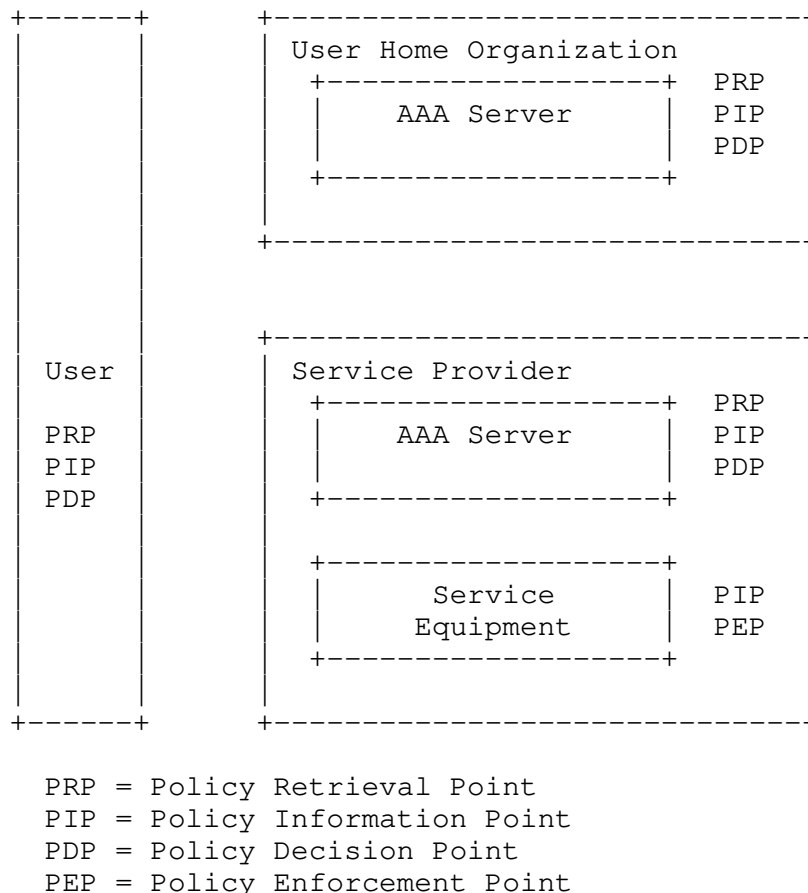 User Home Organization
PRP
AAA Server PIP
PDP
User Service Provider
PRP
PRP AAA Server PIP
PIP PDP
PDP
Service PIP
Equipment PEP
PRP = Policy Retrieval Point
PIP = Policy Information Point
PDP = Policy Decision Point
PEP = Policy Enforcement Point